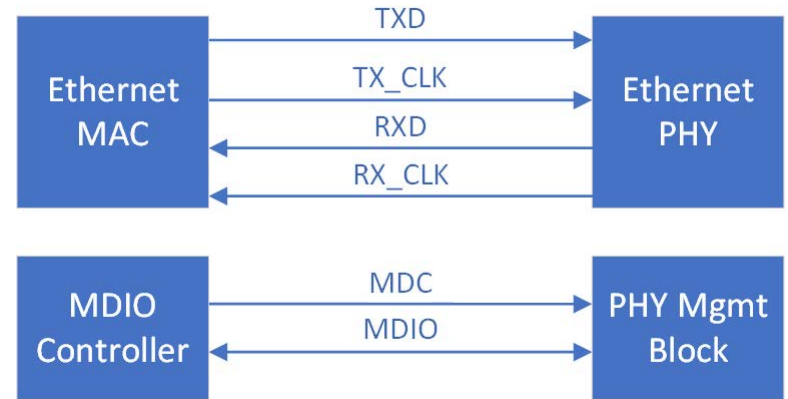 TXD
TX_CLK
Ethernet
MAC
Ethernet
PHY
RXD
RX_CLK
MDC
MDIO
Controller
MDIO
PHY Mgmt
Block